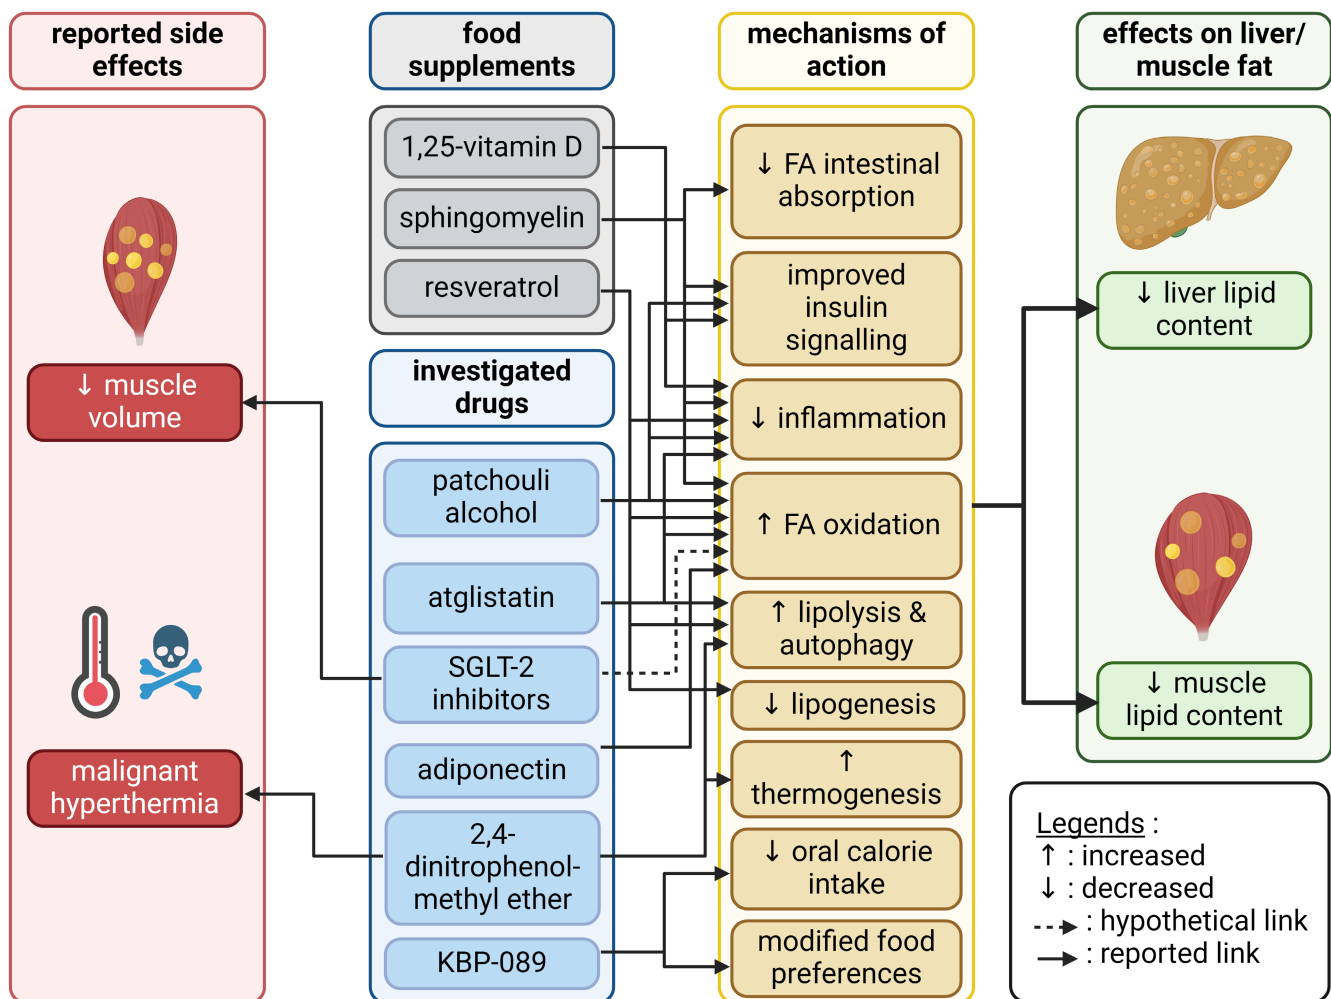 reported side
effects
↓ muscle
volume
malignant
hyperthermia
food
supplements
1,25-vitamin D
sphingomyelin
resveratrol
investigated
drugs
patchouli
alcohol
atglistatin
SGLT-2
inhibitors
adiponectin
2,4-
dinitrophenol-
methyl ether
KBP-089
mechanisms of
action
↓ FA intestinal
absorption
improved
insulin
signalling
↓ inflammation
↑ FA oxidation
↑ lipolysis &
autophagy
↓ lipogenesis
↑
thermogenesis
↓ oral calorie
intake
modified food
preferences
effects on liver/
muscle fat
↓ liver lipid
content
↓ muscle
lipid content
Legends :
↑ : increased
↓ : decreased
: hypothetical link
: reported link